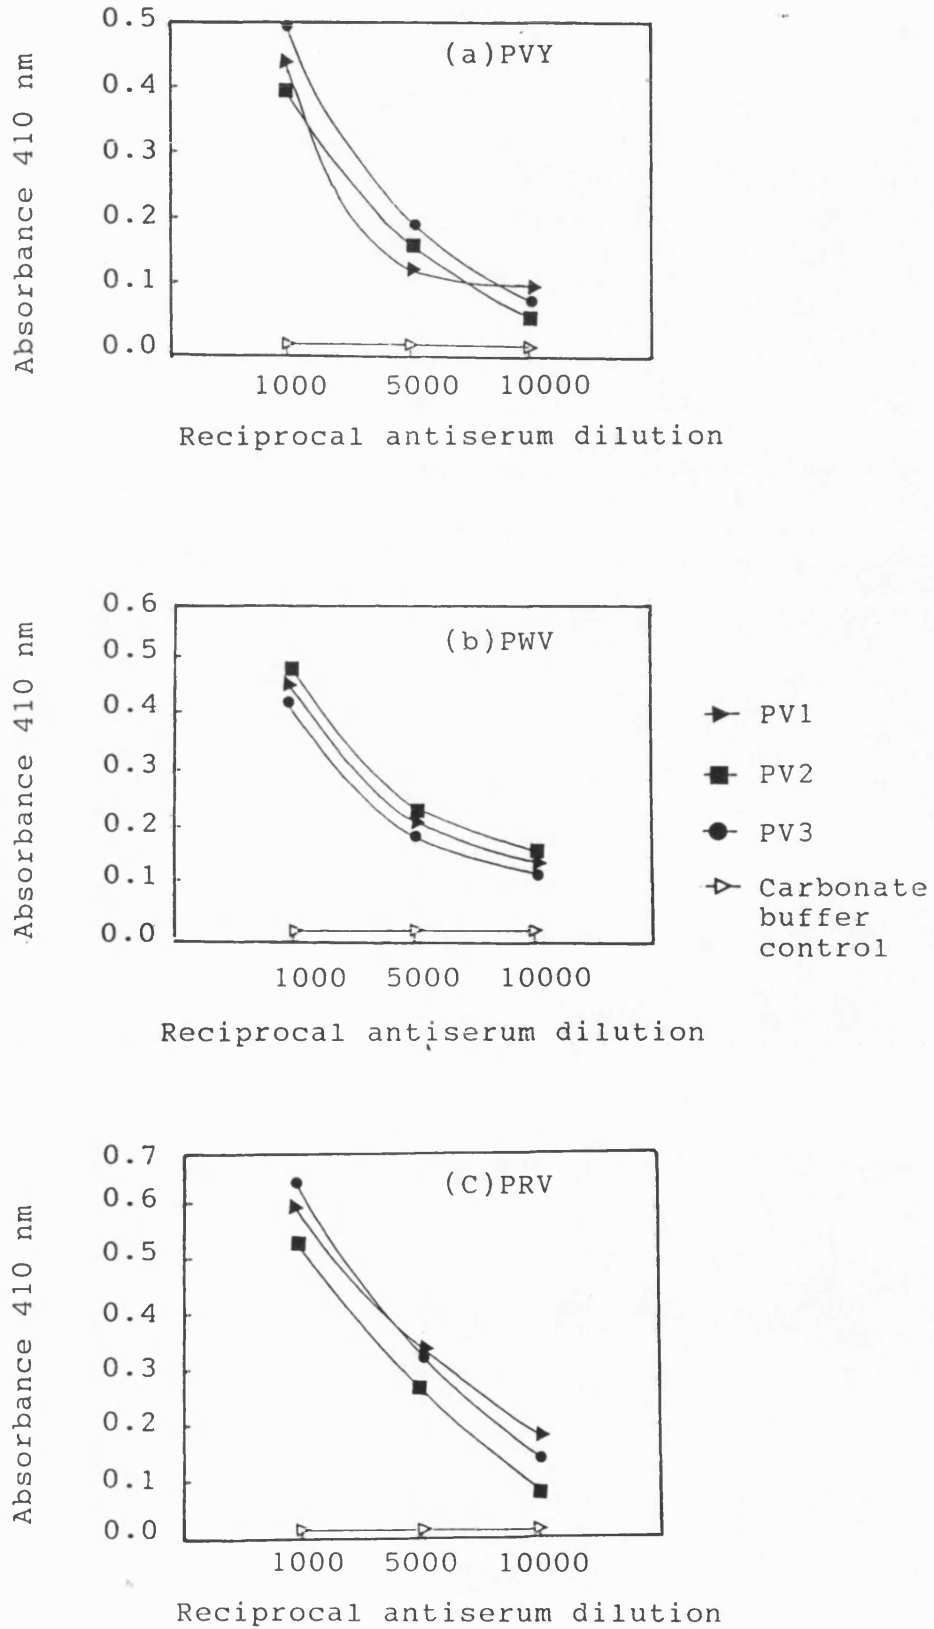 0.5
(a)PVY
0.4
0.3
0.2
0.1
0.0
Absorbance 410 nm
1000 5000 10000
Reciprocal antiserum dilution
0.6
(b)PWV
0.5
0.4
0.3
0.2
0.1
0.0
Absorbance 410 nm
1000 5000 10000
Reciprocal antiserum dilution
PV1
PV2
PV3
Carbonate
buffer
control
0.7
(C)PRV
0.6
0.5
0.4
0.3
0.2
0.1
0.0
Absorbance 410 nm
1000 5000 10000
Reciprocal antiserum dilution